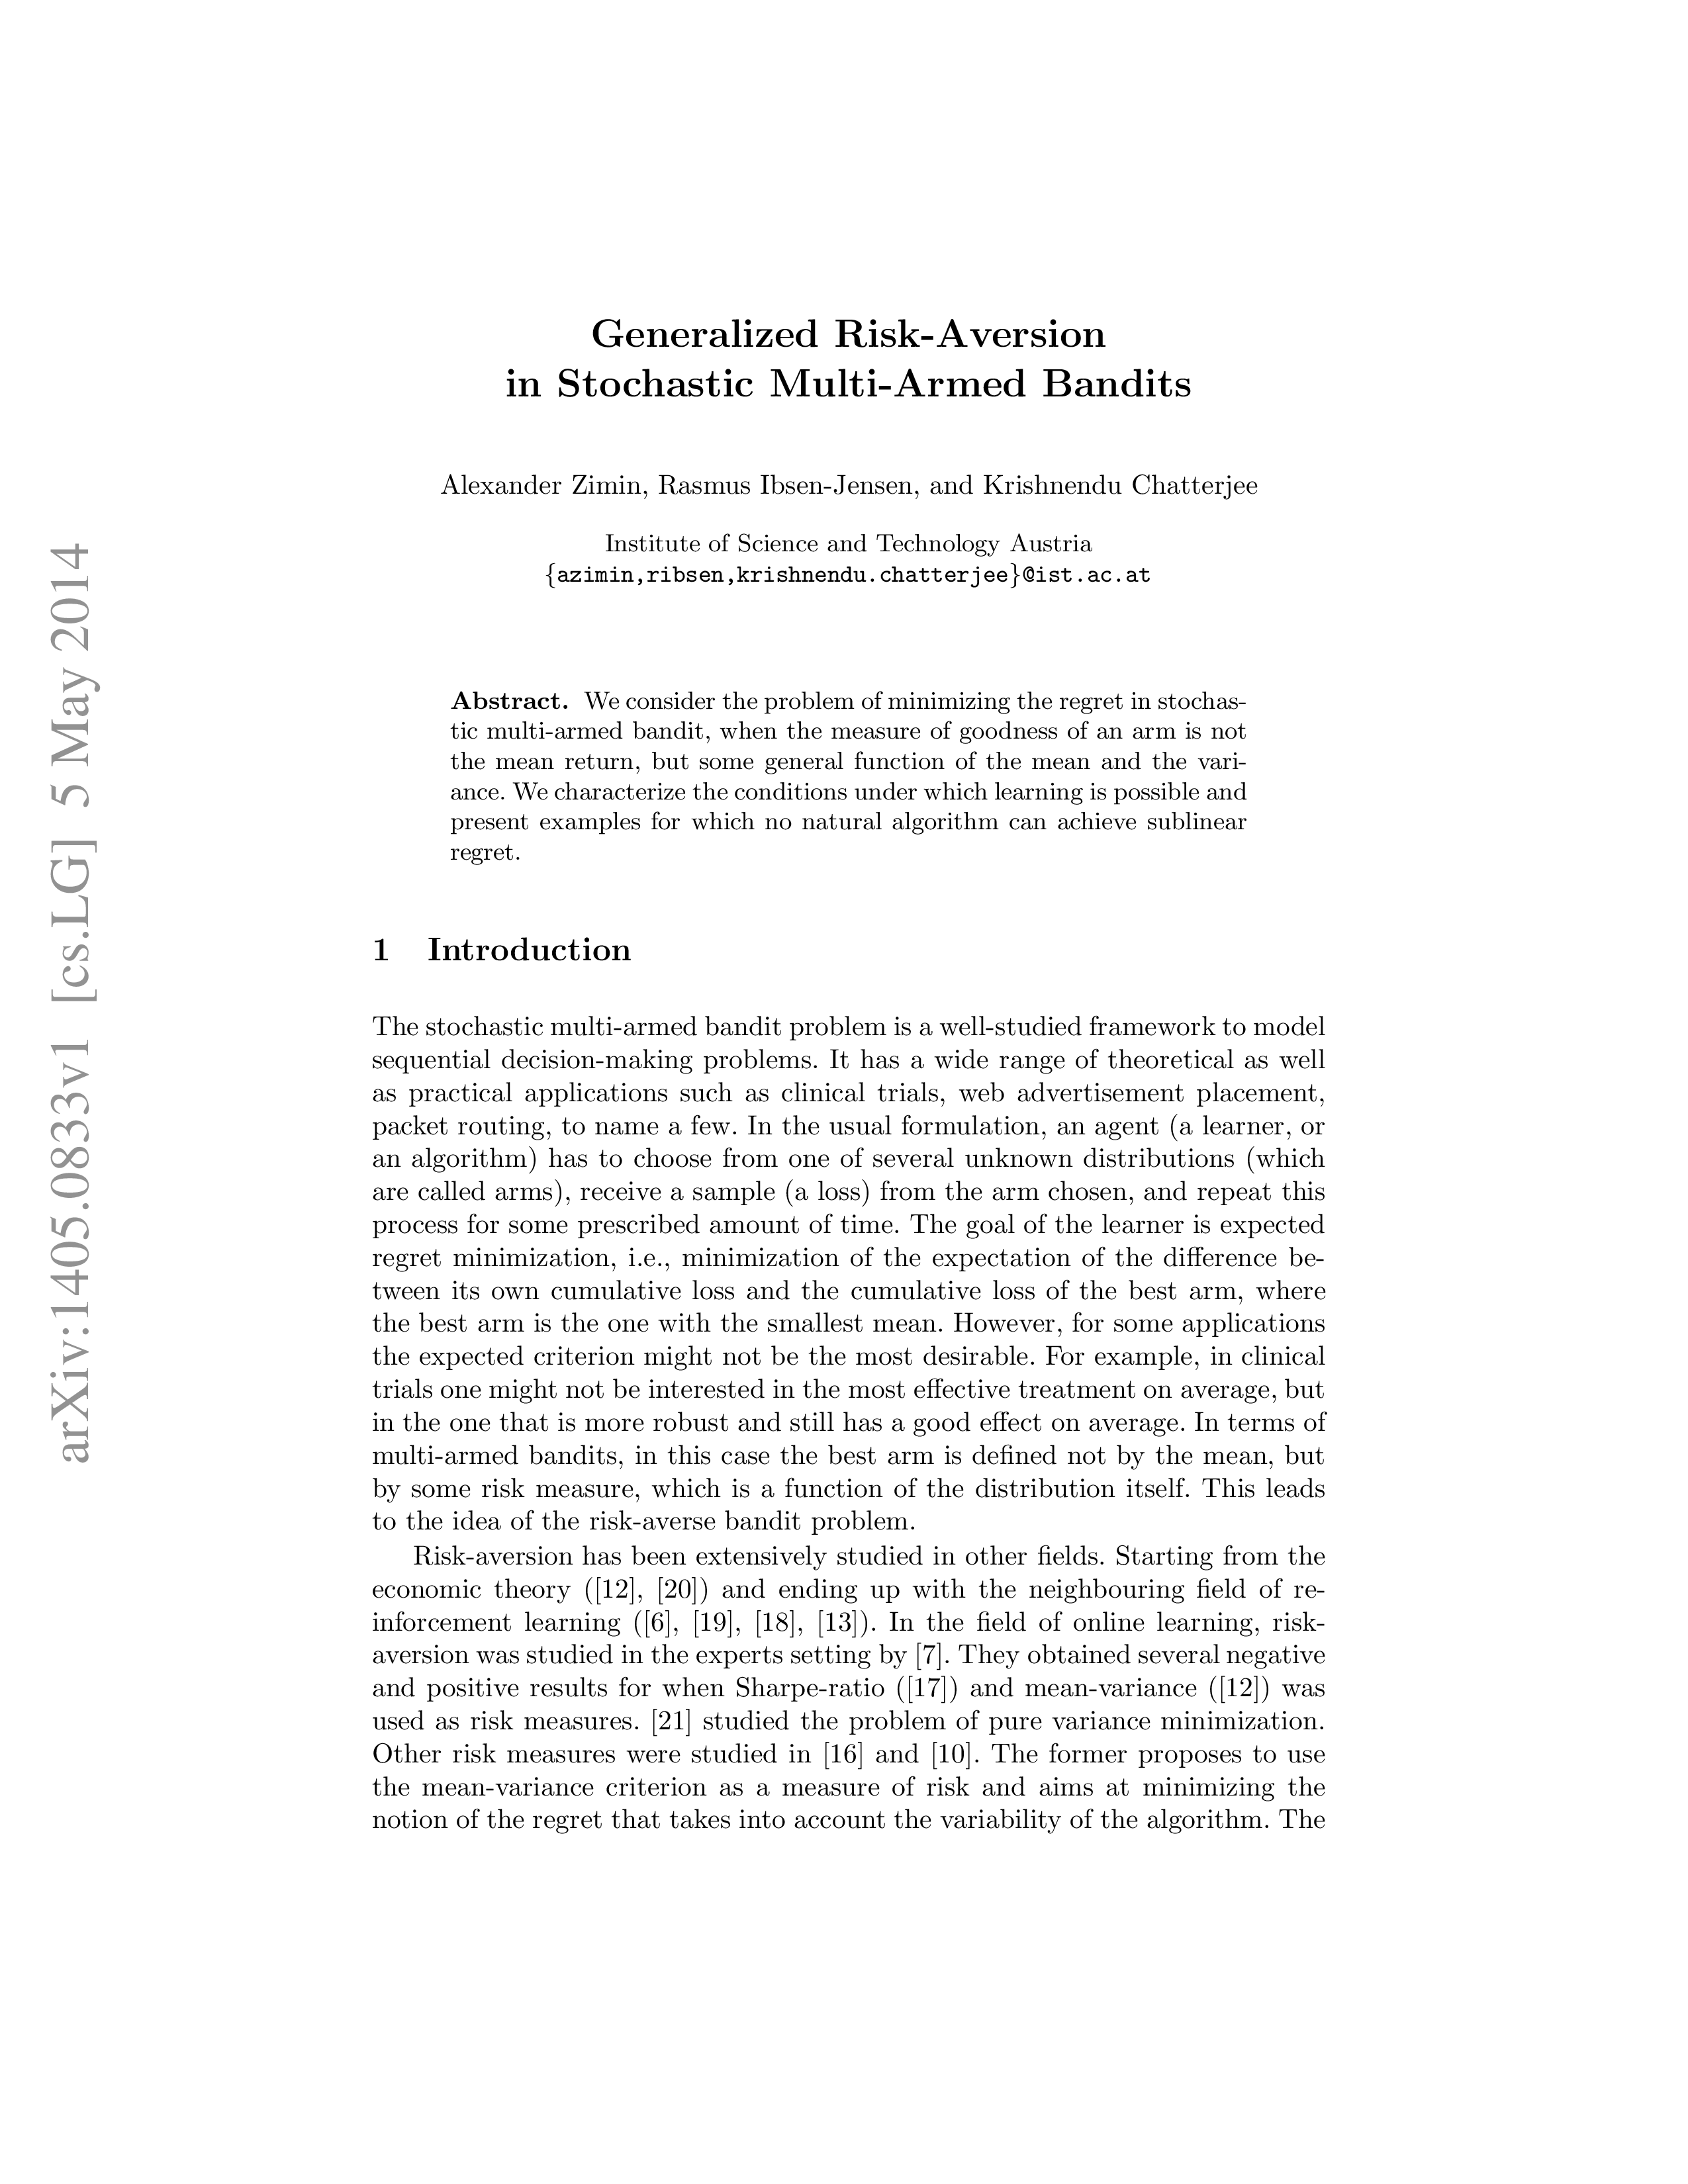 Generalized Risk-Aversion
in Stochastic Multi-Armed Bandits
Alexander Zimin, Rasmus Ibsen-Jensen, and Krishnendu Chatterjee
Institute of Science and Technology Austria
{azimin,ribsen,krishnendu.chatterjee}@ist.ac.at
arXiv:1405.0833v1 [cs.LG] 5 May 2014
Abstract. We consider the problem of minimizing the regret in stochas-
tic multi-armed bandit, when the measure of goodness of an arm is not
the mean return, but some general function of the mean and the vari-
ance. We characterize the conditions under which learning is possible and
present examples for which no natural algorithm can achieve sublinear
regret.
1 Introduction
The stochastic multi-armed bandit problem is a well-studied framework to model
sequential decision-making problems. It has a wide range of theoretical as well
as practical applications such as clinical trials, web advertisement placement,
packet routing, to name a few. In the usual formulation, an agent (a learner, or
an algorithm) has to choose from one of several unknown distributions (which
are called arms), receive a sample (a loss) from the arm chosen, and repeat this
process for some prescribed amount of time. The goal of the learner is expected
regret minimization, i.e., minimization of the expectation of the difference be-
tween its own cumulative loss and the cumulative loss of the best arm, where
the best arm is the one with the smallest mean. However, for some applications
the expected criterion might not be the most desirable. For example, in clinical
trials one might not be interested in the most effective treatment on average, but
in the one that is more robust and still has a good effect on average. In terms of
multi-armed bandits, in this case the best arm is defined not by the mean, but
by some risk measure, which is a function of the distribution itself. This leads
to the idea of the risk-averse bandit problem.
Risk-aversion has been extensively studied in other fields. Starting from the
economic theory ([12], [20]) and ending up with the neighbouring field of re-
inforcement learning ([6], [19], [18], [13]). In the field of online learning, risk-
aversion was studied in the experts setting by [7]. They obtained several negative
and positive results for when Sharpe-ratio ([17]) and mean-variance ([12]) was
used as risk measures. [21] studied the problem of pure variance minimization.
Other risk measures were studied in [16] and [10]. The former proposes to use
the mean-variance criterion as a measure of risk and aims at minimizing the
notion of the regret that takes into account the variability of the algorithm. The